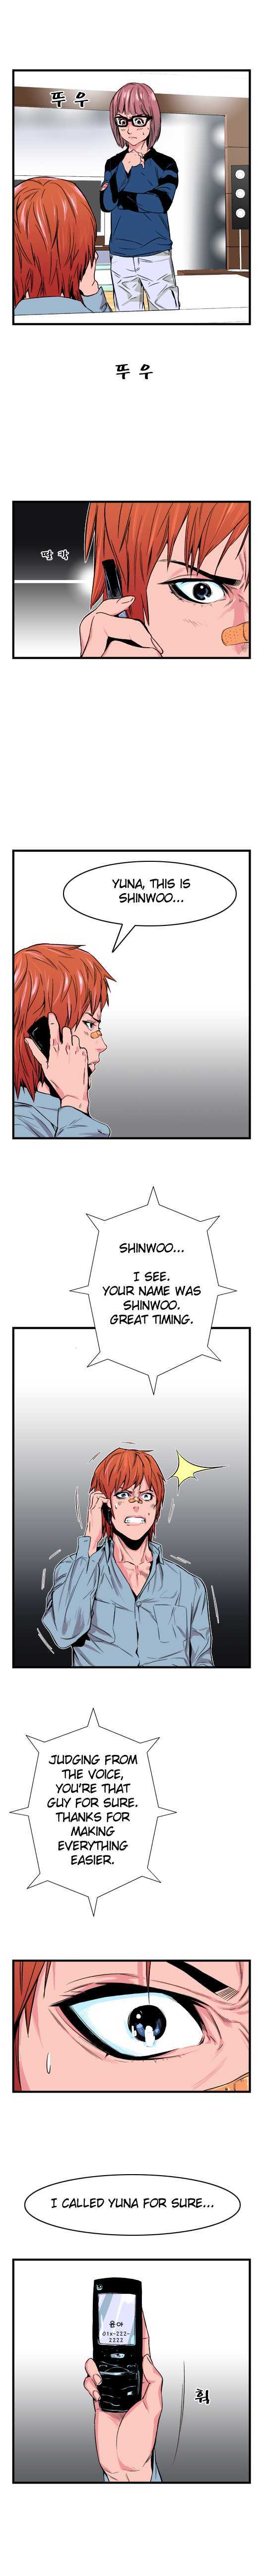 뚜 우
뚜 우
딸 칵
YUNA, THIS IS
SHINWOO...
SHINWOO...
I SEE.
YOUR NAME WAS
SHINWOO.
GREAT TIMING.
JUDGING FROM
THE VOICE,
YOU'RE THAT
GUY FOR SURE.
THANKS FOR
MAKING
EVERYTHING
EASIER.
I CALLED YUNA FOR SURE...
윤아
01X-222-
2222
휙